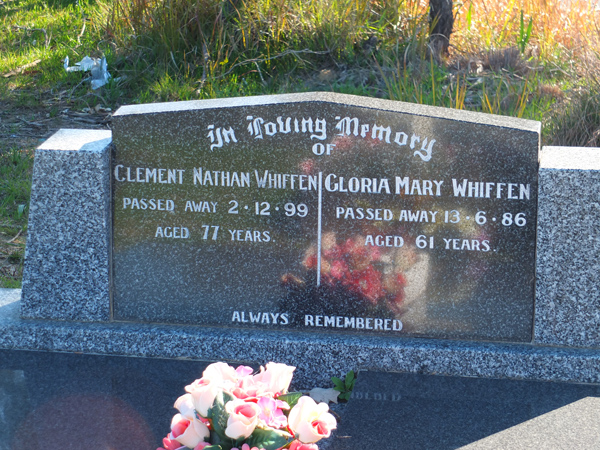 In Loving Memory
OF
CLEMENT NATHAN WHIFFEN
PASSED AWAY 2·12·99
AGED 77 YEARS.
GLORIA MARY WHIFFEN
PASSED AWAY 13·6·86
AGED 61 YEARS.
ALWAYS REMEMBERED